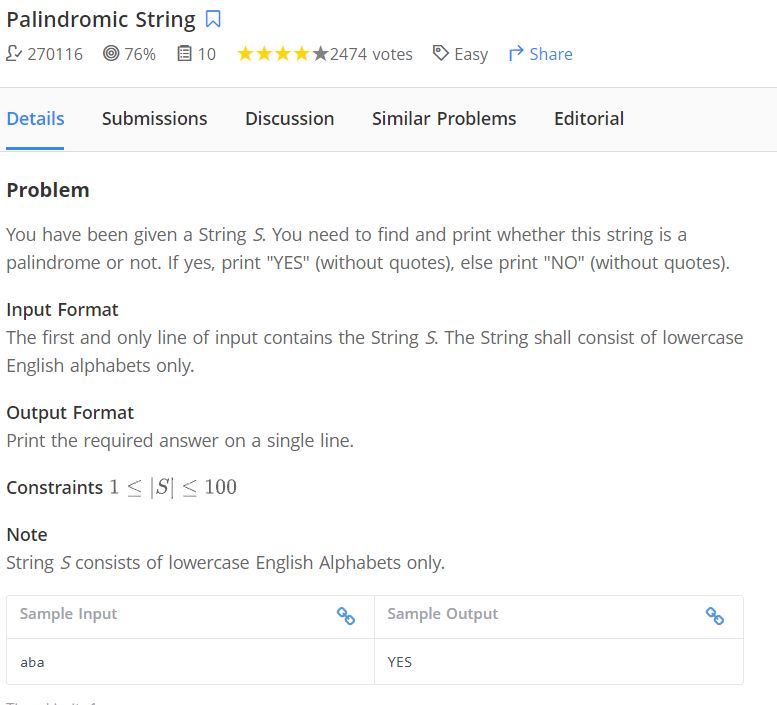 Palindromic String
270116 76% 10 2474 votes Easy Share
Details Submissions Discussion Similar Problems Editorial
Problem
You have been given a String S. You need to find and print whether this string is a
palindrome or not. If yes, print "YES" (without quotes), else print "NO" (without quotes).
Input Format
The first and only line of input contains the String S. The String shall consist of lowercase
English alphabets only.
Output Format
Print the required answer on a single line.
Constraints 1 ≤ |S| ≤ 100
Note
String S consists of lowercase English Alphabets only.
Sample Input Sample Output
aba YES